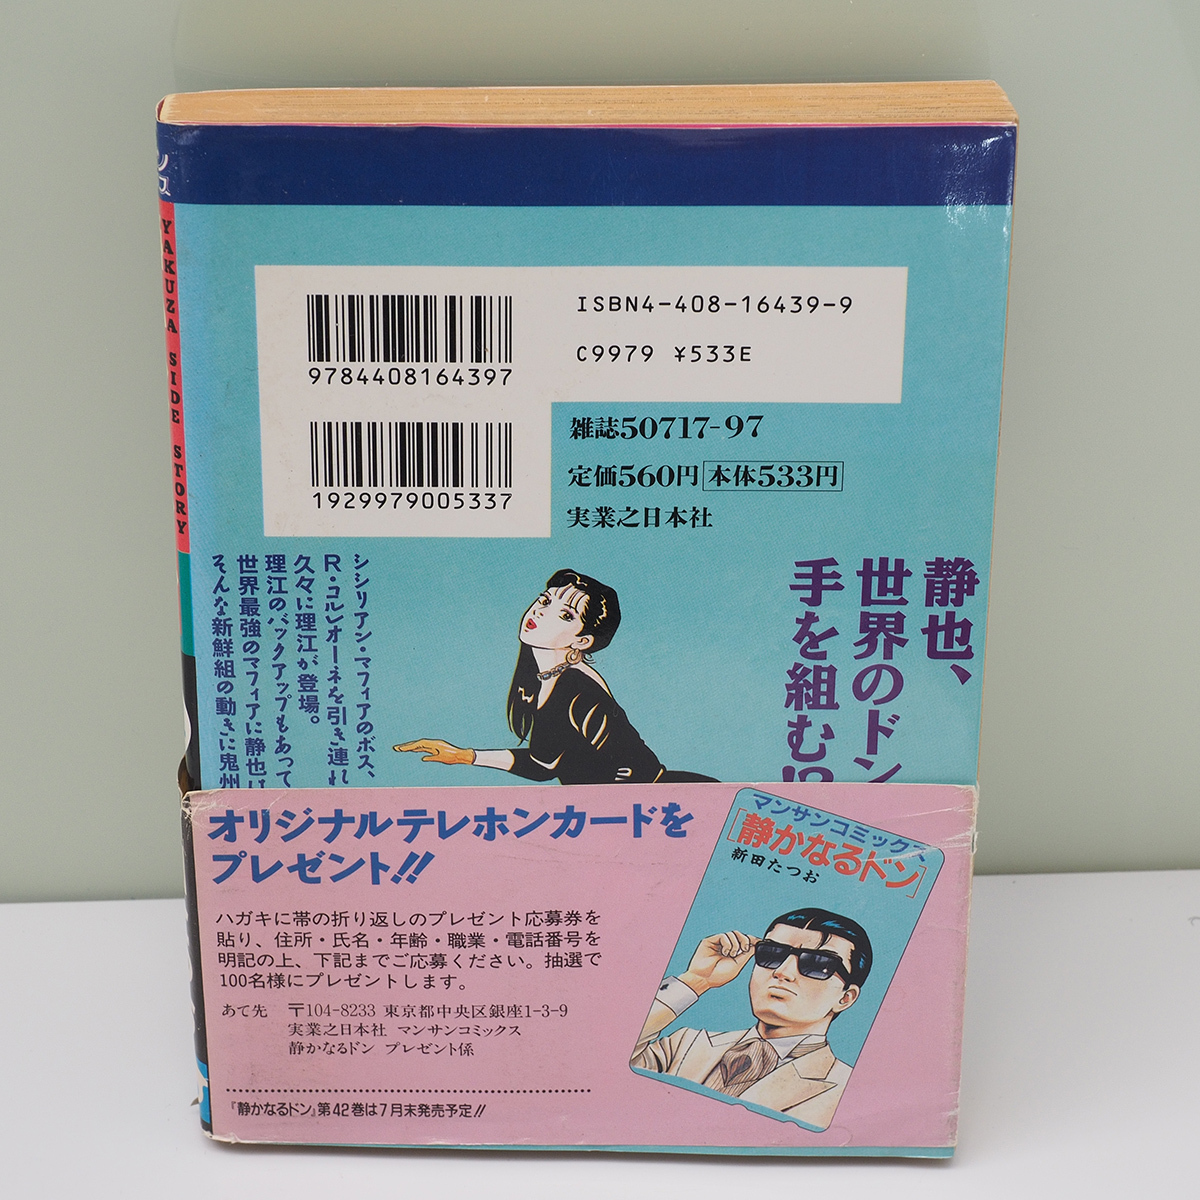 ンス
YAKUZA SIDE STORY
ISBN4-408-16439-9
C9979 ¥533E
9784408164397
1929979005337
雑誌50717-97
定価560円 本体533円
実業之日本社
静也、
世界のドン
手を組む!?
シシリアン・マフィアのボス、
R・コルレオーネを引き連れ
久々に理江が登場。
理江のバックアップもあって
世界最強のマフィアに静也は
そんな新鮮組の動きに鬼州
オリジナルテレホンカードを
プレゼント!!
ハガキに帯の折り返しのプレゼント応募券を
貼り、住所・氏名・年齢・職業・電話番号を
明記の上、下記までご応募ください。抽選で
100名様にプレゼントします。
あて先 〒104-8233 東京都中央区銀座1-3-9
実業之日本社 マンサンコミックス
静かなるドン プレゼント係
『静かなるドン』第42巻は7月末発売予定!!
マンサンコミックス
[静かなるドン]
新田たつお